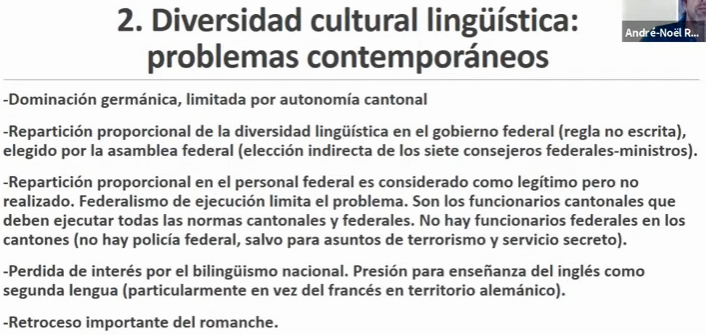 2. Diversidad cultural lingüística:
problemas contemporáneos
André-Noël R...
-Dominación germánica, limitada por autonomía cantonal
-Repartición proporcional de la diversidad lingüística en el gobierno federal (regla no escrita),
elegido por la asamblea federal (elección indirecta de los siete consejeros federales-ministros).
-Repartición proporcional en el personal federal es considerado como legítimo pero no
realizado. Federalismo de ejecución limita el problema. Son los funcionarios cantonales que
deben ejecutar todas las normas cantonales y federales. No hay funcionarios federales en los
cantones (no hay policía federal, salvo para asuntos de terrorismo y servicio secreto).
-Perdida de interés por el bilingüismo nacional. Presión para enseñanza del inglés como
segunda lengua (particularmente en vez del francés en territorio alemánico).
-Retroceso importante del romanche.